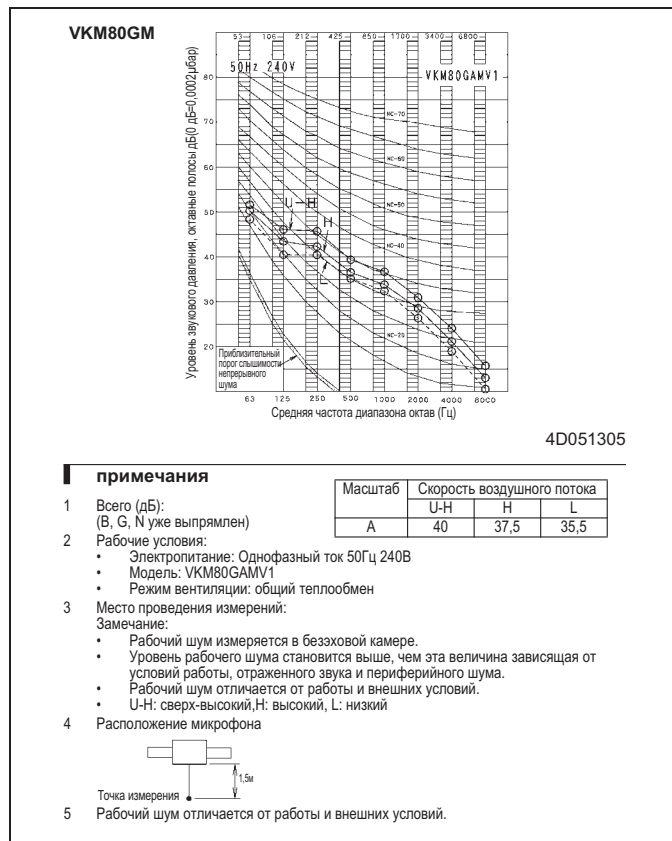 VKM80GM
53 106 212 425 850 1700 3400 6800
50Hz 240V
VKM80GAMV1
Уровень звукового давления, октавные полосы дБ(0 дБ=0,0002µбар)
80
70
60
50
40
30
20
NC-70
NC-60
NC-50
NC-40
NC-20
U-H
H
L
Приблизительный
порог слышимости
непрерывного
шума
63 125 250 500 1000 2000 4000 8000
Средняя частота диапазона октав (Гц)
4D051305
примечания
1 Всего (дБ):
(B, G, N уже выпрямлен)
Масштаб Скорость воздушного потока
U-H H L
A 40 37,5 35,5
2 Рабочие условия:
• Электропитание: Однофазный ток 50Гц 240В
• Модель: VKM80GAMV1
• Режим вентиляции: общий теплообмен
3 Место проведения измерений:
Замечание:
• Рабочий шум измеряется в безэховой камере.
• Уровень рабочего шума становится выше, чем эта величина зависящая от
условий работы, отраженного звука и периферийного шума.
• Рабочий шум отличается от работы и внешних условий.
• U-H: сверх-высокий,H: высокий, L: низкий
4 Расположение микрофона
1,5м
Точка измерения
5 Рабочий шум отличается от работы и внешних условий.